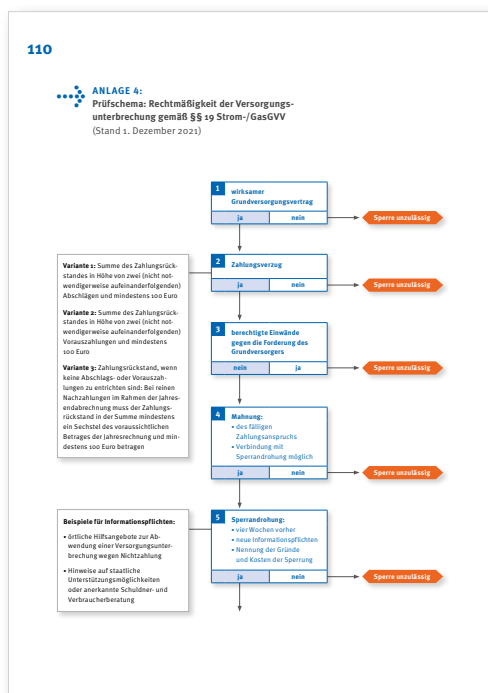 110
ANLAGE 4:
Prüfschema: Rechtmäßigkeit der Versorgungs-
unterbrechung gemäß §§ 19 Strom-/GasGVV
(Stand 1. Dezember 2021)
1 wirksamer
Grundversorgungsvertrag
ja nein
Sperre unzulässig
2 Zahlungsverzug
ja nein
Sperre unzulässig
Variante 1: Summe des Zahlungsrück-
standes in Höhe von zwei (nicht not-
wendigerweise aufeinanderfolgenden)
Abschlägen und mindestens 100 Euro
Variante 2: Summe des Zahlungsrück-
standes in Höhe von zwei (nicht not-
wendigerweise aufeinanderfolgenden)
Vorauszahlungen und mindestens
100 Euro
Variante 3: Zahlungsrückstand, wenn
keine Abschlags- oder Vorauszah-
lungen zu entrichten sind: Bei reinen
Nachzahlungen im Rahmen der Jahres-
endabrechnung muss der Zahlungs-
rückstand in der Summe mindestens
ein Sechstel des voraussichtlichen
Betrages der Jahresrechnung und min-
destens 100 Euro betragen
3 berechtigte Einwände
gegen die Forderung des
Grundversorgers
nein ja
Sperre unzulässig
4 Mahnung:
• des fälligen
Zahlungsanspruchs
• Verbindung mit
Sperrandrohung möglich
ja nein
Sperre unzulässig
5 Sperrandrohung:
• vier Wochen vorher
• neue Informationspflichten
• Nennung der Gründe
und Kosten der Sperrung
ja nein
Sperre unzulässig
Beispiele für Informationspflichten:
• örtliche Hilfsangebote zur Ab-
wendung einer Versorgungsunter-
brechung wegen Nichtzahlung
• Hinweise auf staatliche
Unterstützungsmöglichkeiten
oder anerkannte Schuldner- und
Verbraucherberatung